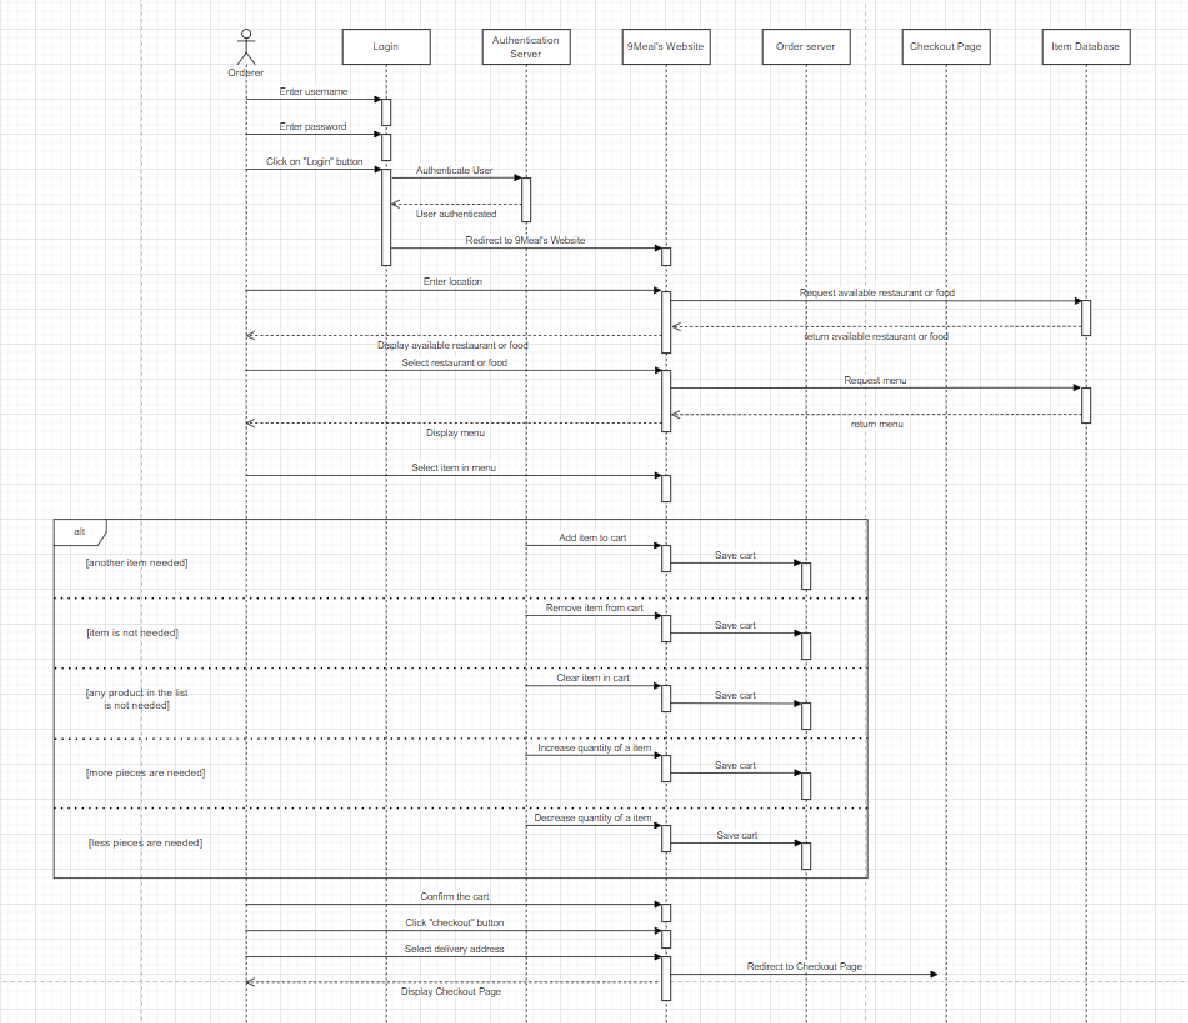 Login
Authentication
Server
9Meal's Website
Order server
Checkout Page
Item Database
Orderer
Enter username
Enter password
Click on "Login" button
Authenticate User
User authenticated
Redirect to 9Meal's Website
Enter location
Request available restaurant or food
return available restaurant or food
Display available restaurant or food
Select restaurant or food
Request menu
return menu
Display menu
Select item in menu
alt
Add item to cart
Save cart
[another item needed]
Remove item from cart
Save cart
[item is not needed]
Clear item in cart
Save cart
[any product in the list
is not needed]
Increase quantity of a item
Save cart
[more pieces are needed]
Decrease quantity of a item
Save cart
[less pieces are needed]
Confirm the cart
Click "checkout" button
Select delivery address
Redirect to Checkout Page
Display Checkout Page